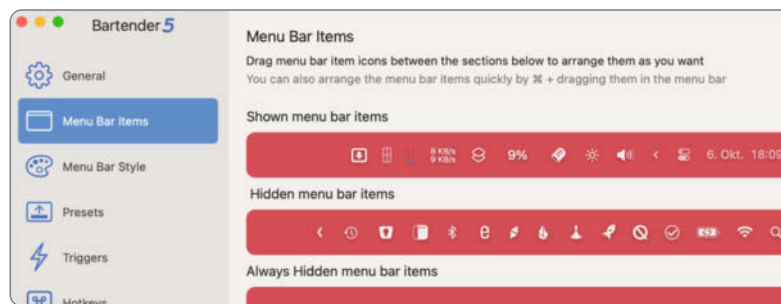 Bartender 5
General
Menu Bar Items
Menu Bar Style
Presets
Triggers
Hotkeys
Menu Bar Items
Drag menu bar item icons between the sections below to arrange them as you want
You can also arrange the menu bar items quickly by ⌘ + dragging them in the menu bar
Shown menu bar items
8 KB/s
9 KB/s
9%
6. Okt. 18:09
Hidden menu bar items
Always Hidden menu bar items